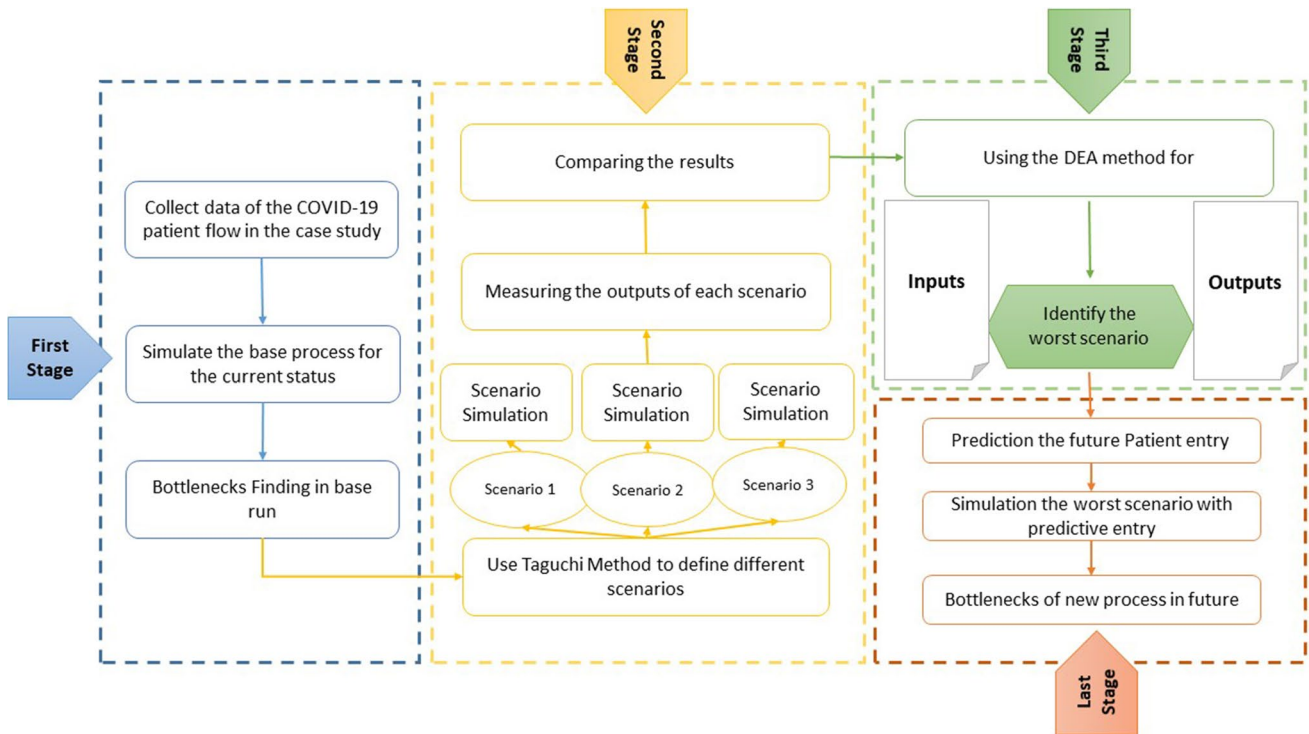 First
Stage
Collect data of the COVID-19
patient flow in the case study
Simulate the base process for
the current status
Bottlenecks Finding in base
run
Second
Stage
Comparing the results
Measuring the outputs of each scenario
Scenario
Simulation
Scenario
Simulation
Scenario
Simulation
Scenario 1
Scenario 2
Scenario 3
Use Taguchi Method to define different
scenarios
Third
Stage
Using the DEA method for
Inputs
Outputs
Identify the
worst scenario
Prediction the future Patient entry
Simulation the worst scenario with
predictive entry
Bottlenecks of new process in future
Last
Stage